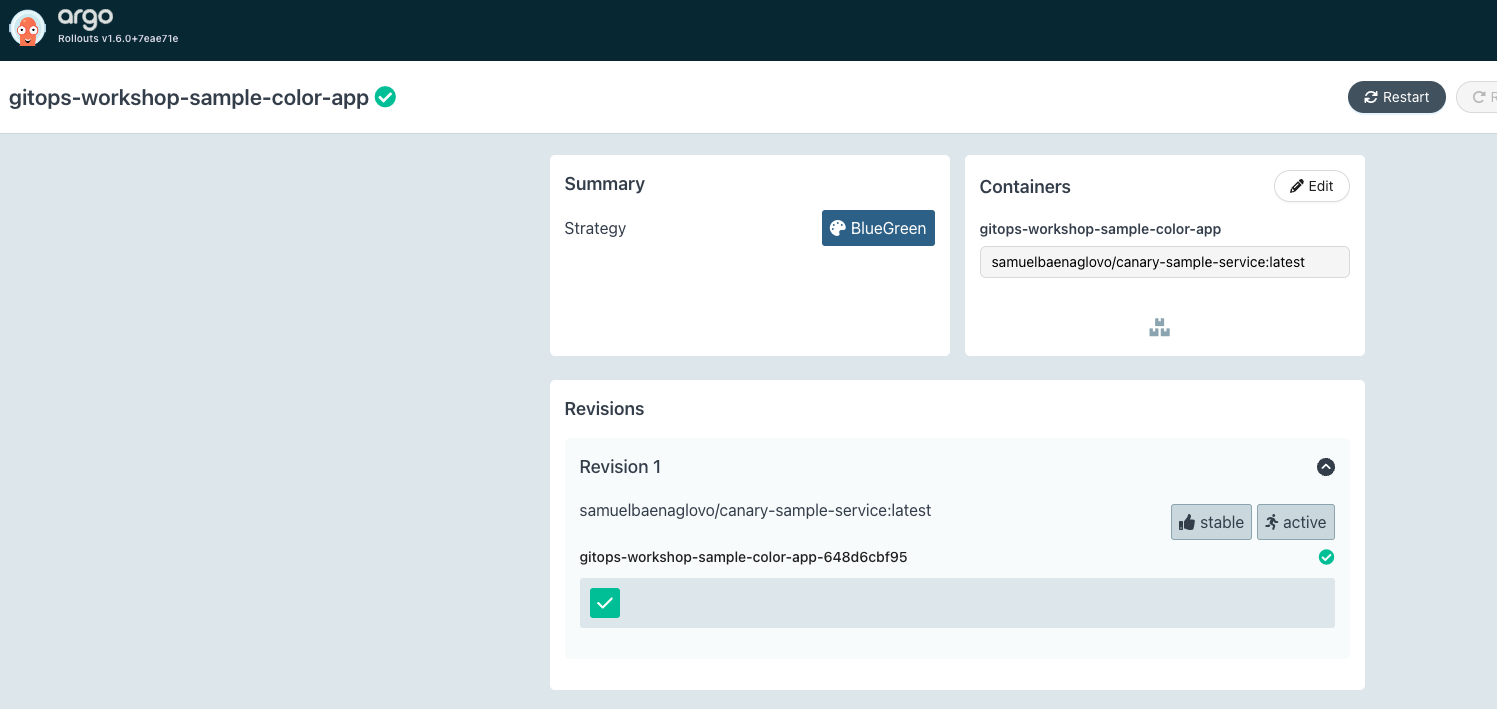 argo
Rollouts v1.6.0+7eae71e
gitops-workshop-sample-color-app
Restart
R
Summary
Strategy
BlueGreen
Containers
Edit
gitops-workshop-sample-color-app
samuelbaenaglovo/canary-sample-service:latest
Revisions
Revision 1
samuelbaenaglovo/canary-sample-service:latest
stable
active
gitops-workshop-sample-color-app-648d6cbf95